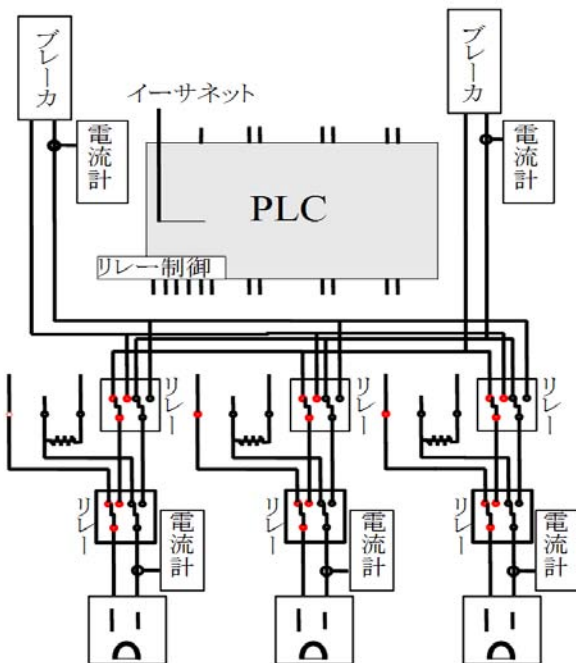 ブレーカ
電流計
イーサネット
PLC
リレー制御
ブレーカ
電流計
リレー
リレー
リレー
リレー
電流計
リレー
電流計
リレー
電流計